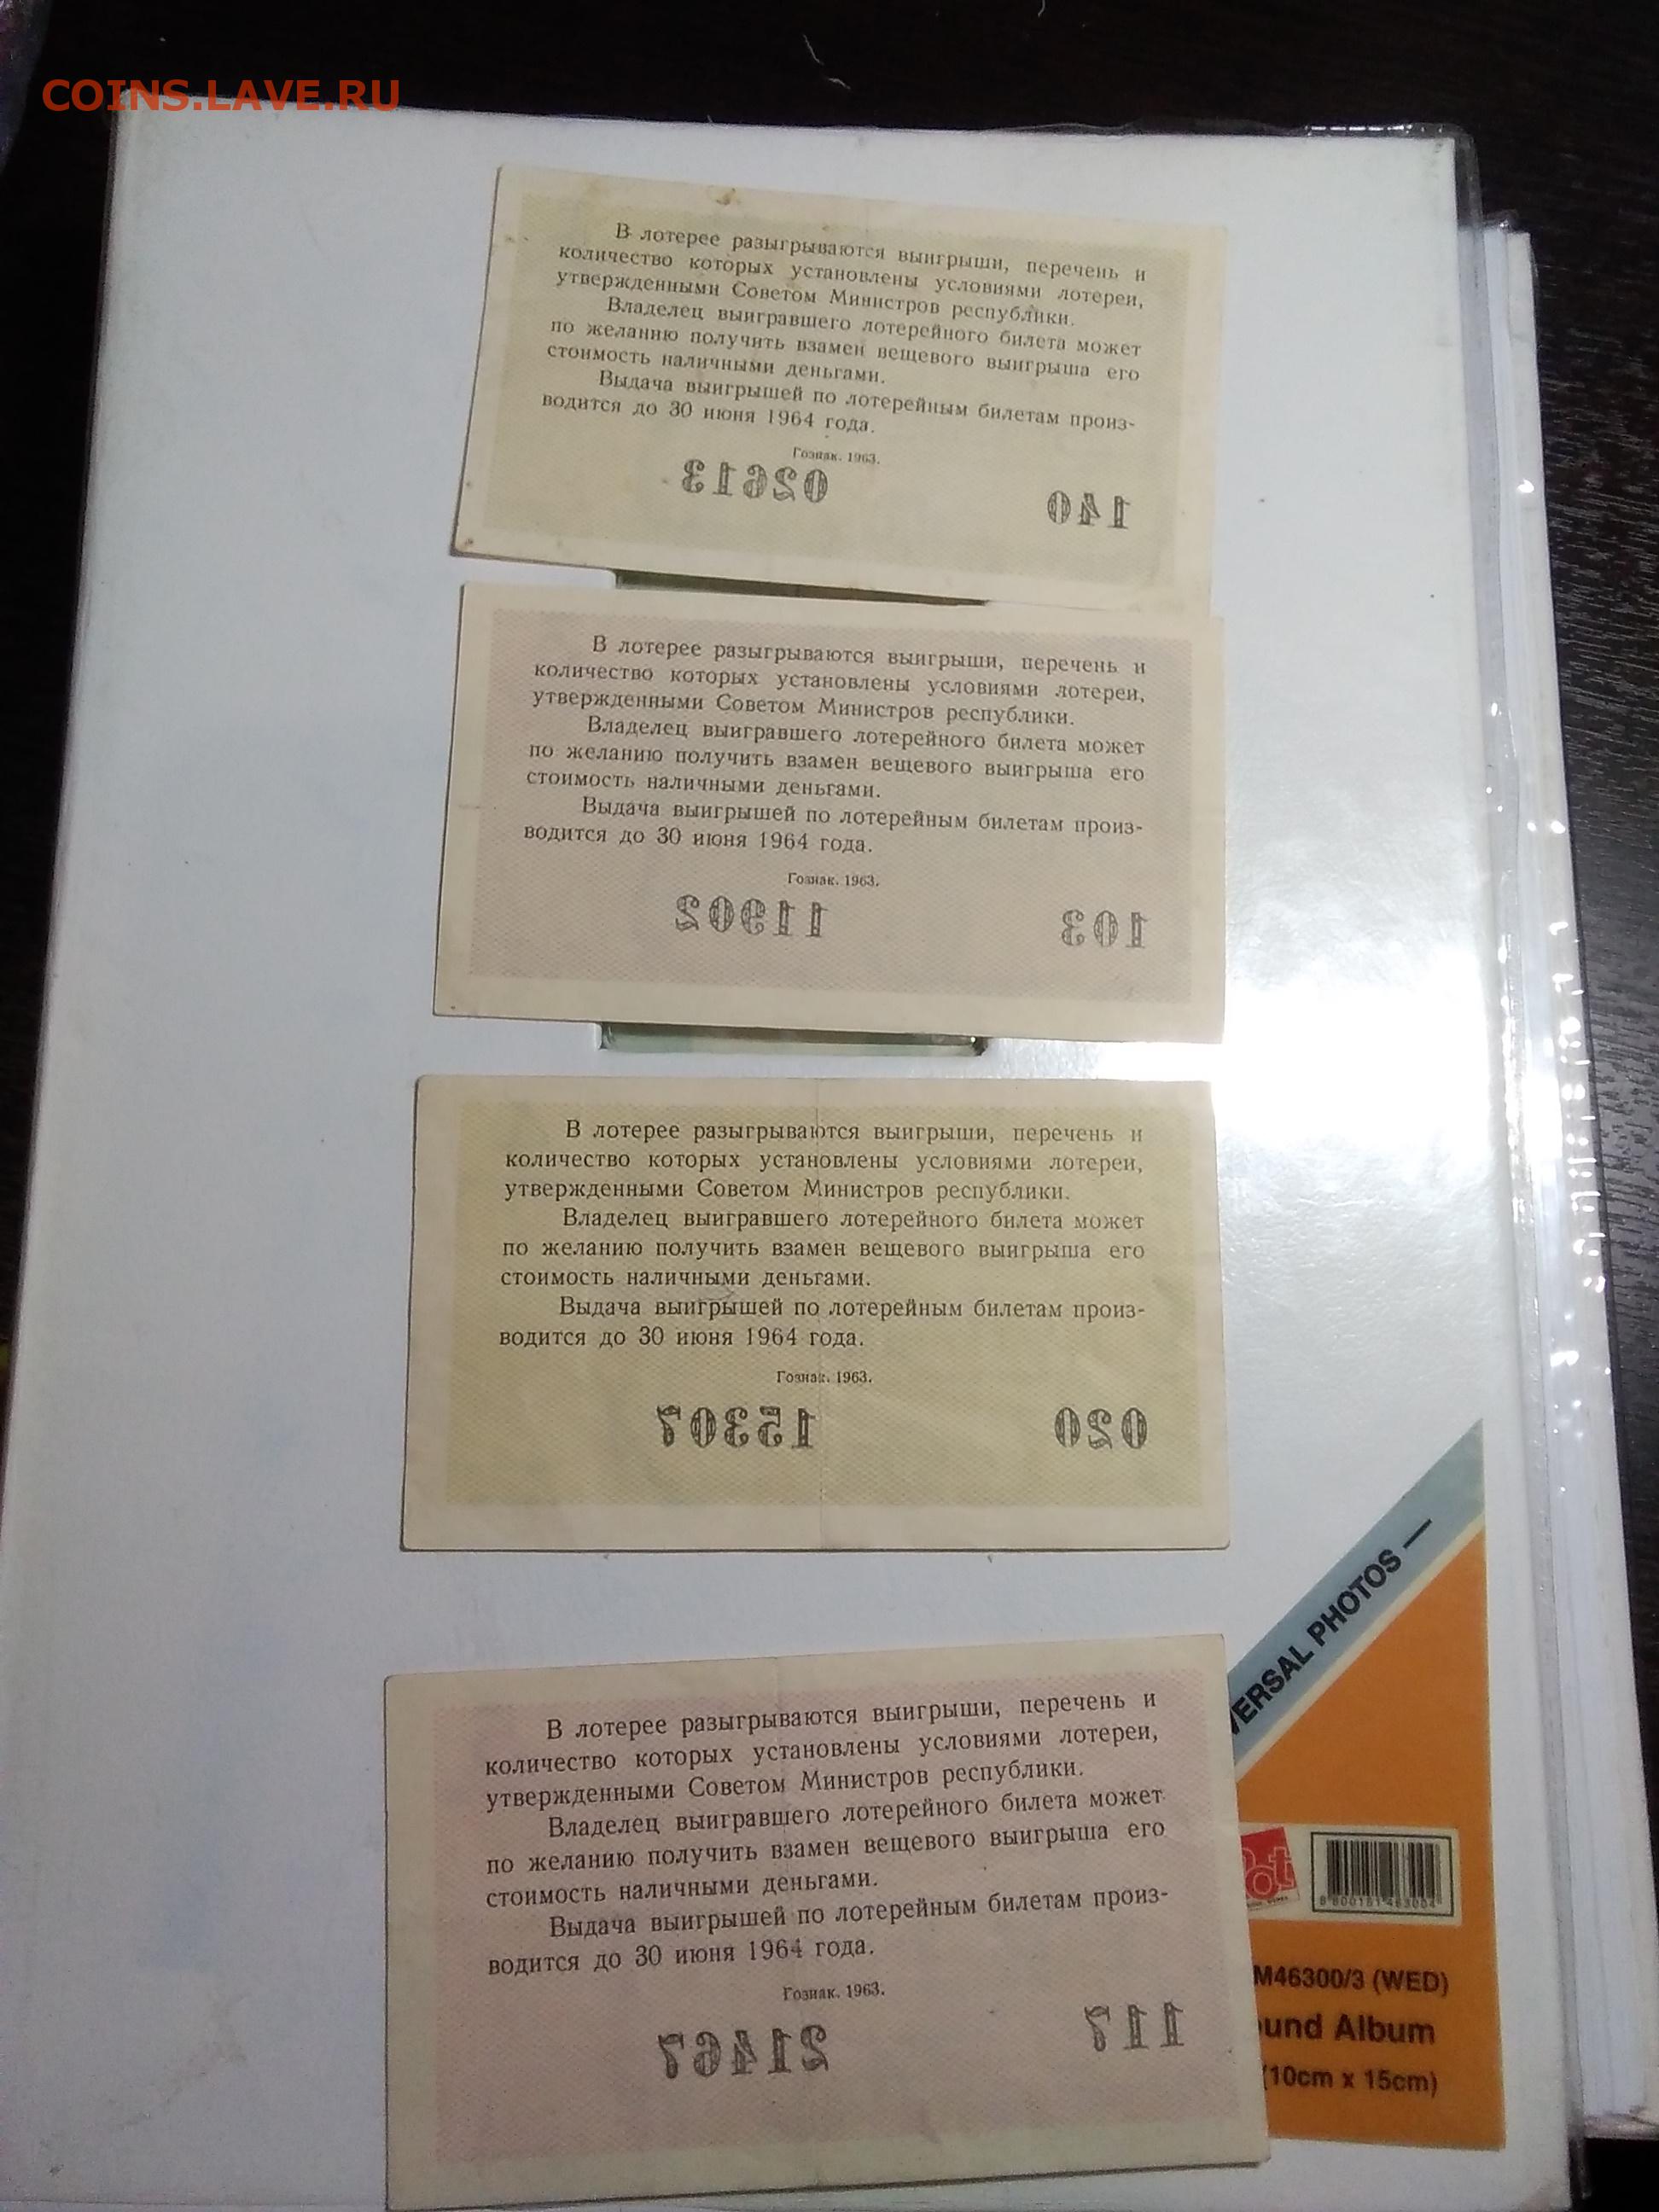 COINS.LAVE.RU
В лотерее разыгрываются выигрыши, перечень и
количество которых установлены условиями лотереи,
утвержденными Советом Министров республики.
Владелец выигравшего лотерейного билета может
по желанию получить взамен вещевого выигрыша его
стоимость наличными деньгами.
Выдача выигрышей по лотерейным билетам произ-
водится до 30 июня 1964 года.
Гознак. 1963.
02613 140
В лотерее разыгрываются выигрыши, перечень и
количество которых установлены условиями лотереи,
утвержденными Советом Министров республики.
Владелец выигравшего лотерейного билета может
по желанию получить взамен вещевого выигрыша его
стоимость наличными деньгами.
Выдача выигрышей по лотерейным билетам произ-
водится до 30 июня 1964 года.
Гознак. 1963.
11902 103
В лотерее разыгрываются выигрыши, перечень и
количество которых установлены условиями лотереи,
утвержденными Советом Министров республики.
Владелец выигравшего лотерейного билета может
по желанию получить взамен вещевого выигрыша его
стоимость наличными деньгами.
Выдача выигрышей по лотерейным билетам произ-
водится до 30 июня 1964 года.
Гознак. 1963.
15307 020
В лотерее разыгрываются выигрыши, перечень и
количество которых установлены условиями лотереи,
утвержденными Советом Министров республики.
Владелец выигравшего лотерейного билета может
по желанию получить взамен вещевого выигрыша его
стоимость наличными деньгами.
Выдача выигрышей по лотерейным билетам произ-
водится до 30 июня 1964 года.
Гознак. 1963.
21467 117
VERSAL PHOTOS —
M46300/3 (WED)
ound Album
(10cm x 15cm)